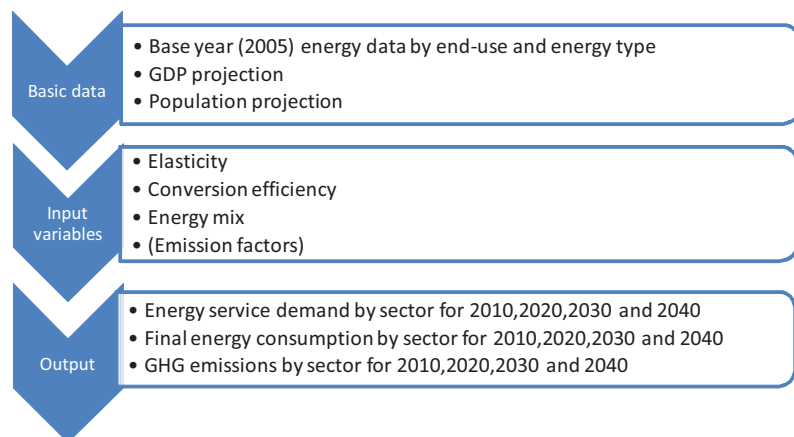 Basic data
• Base year (2005) energy data by end-use and energy type
• GDP projection
• Population projection
Input
variables
• Elasticity
• Conversion efficiency
• Energy mix
• (Emission factors)
Output
• Energy service demand by sector for 2010,2020,2030 and 2040
• Final energy consumption by sector for 2010,2020,2030 and 2040
• GHG emissions by sector for 2010,2020,2030 and 2040